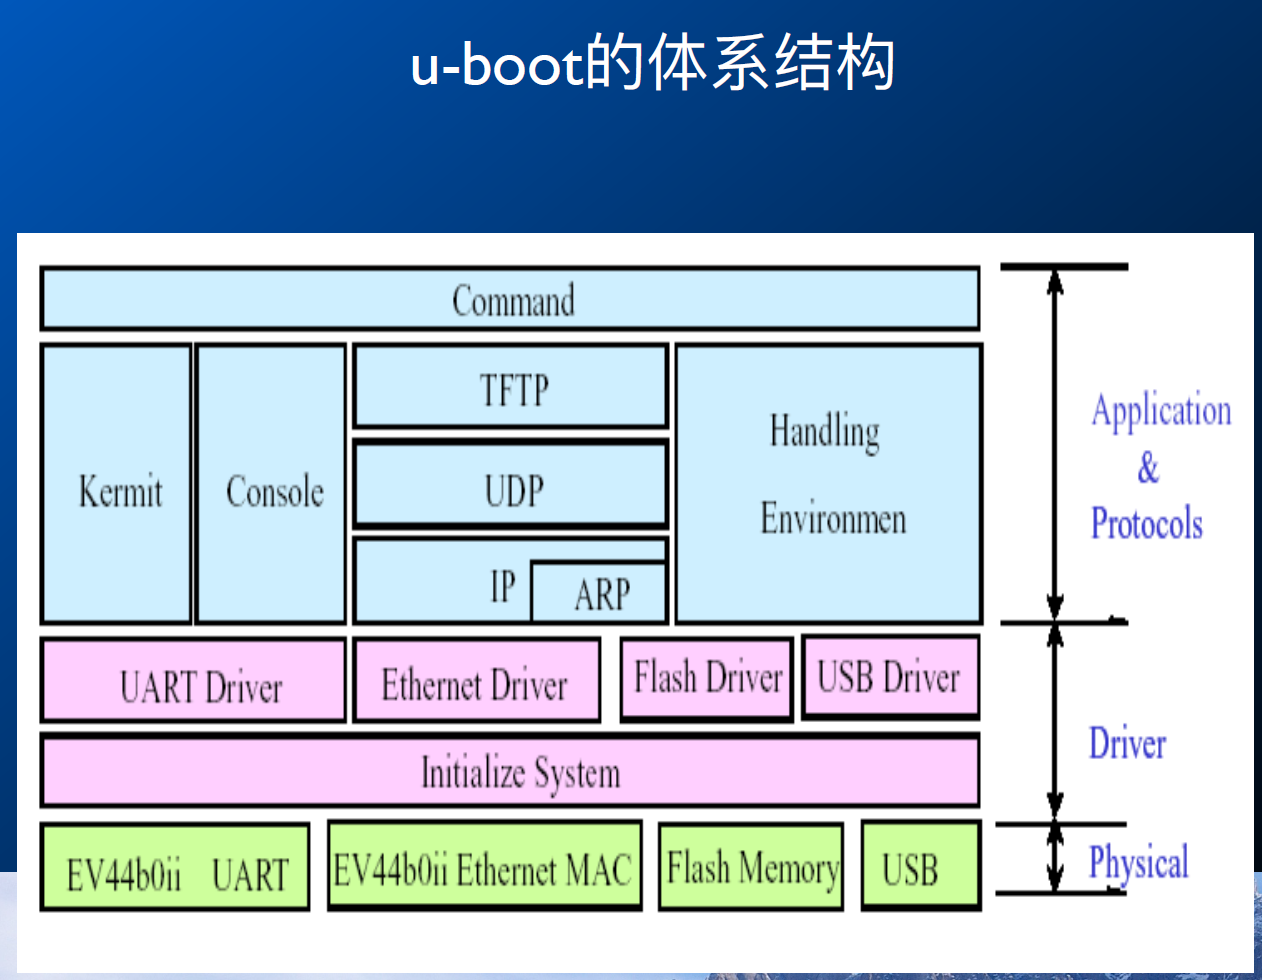 u-boot的体系结构
Command
Kermit
Console
TFTP
UDP
IP
ARP
Handling
Environmen
UART Driver
Ethernet Driver
Flash Driver
USB Driver
Initialize System
EV44b0ii UART
EV44b0ii Ethernet MAC
Flash Memory
USB
Application
&
Protocols
Driver
Physical